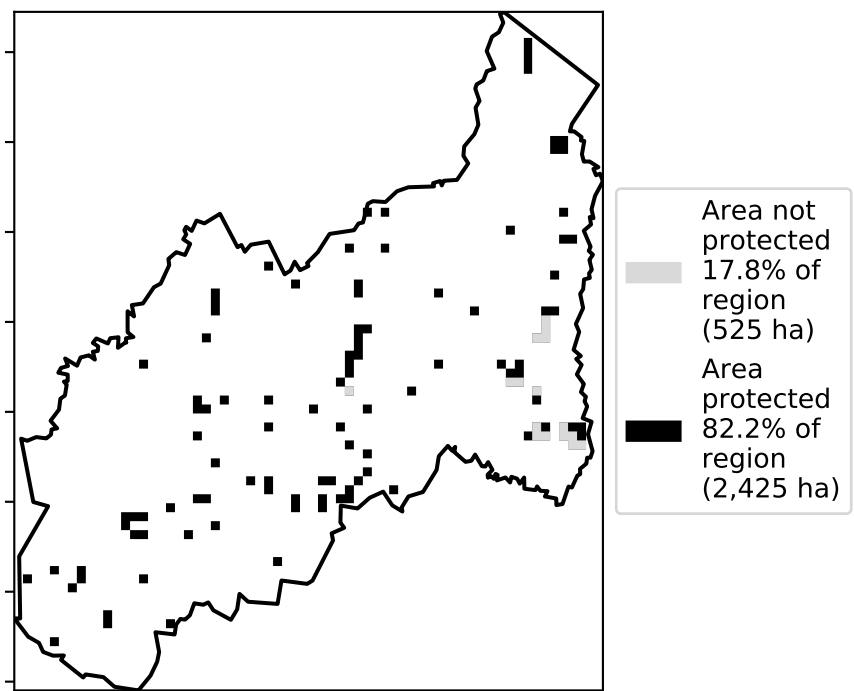 Area not
protected
17.8% of
region
(525 ha)
Area
protected
82.2% of
region
(2,425 ha)